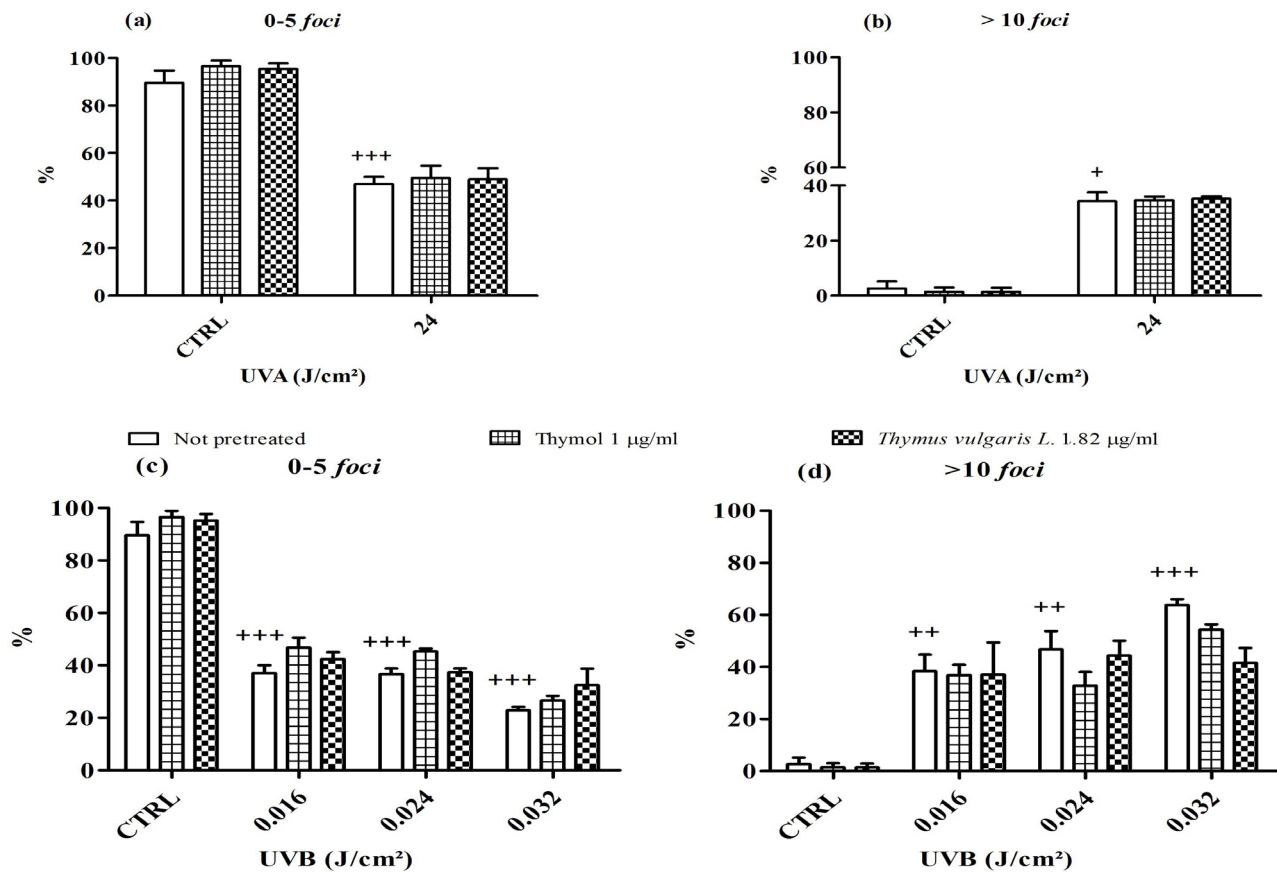 (a) 0-5 foci
100
80
60
40
20
0
%
+++
CTRL
24
UVA (J/cm²)
(b) > 10 foci
100
80
60
40
20
0
%
+
CTRL
24
UVA (J/cm²)
Not pretreated
Thymol 1 µg/ml
Thymus vulgaris L. 1.82 µg/ml
(c) 0-5 foci
100
80
60
40
20
0
%
+++
+++
+++
CTRL
0.016
0.024
0.032
UVB (J/cm²)
(d) >10 foci
100
80
60
40
20
0
%
++
++
+++
CTRL
0.016
0.024
0.032
UVB (J/cm²)